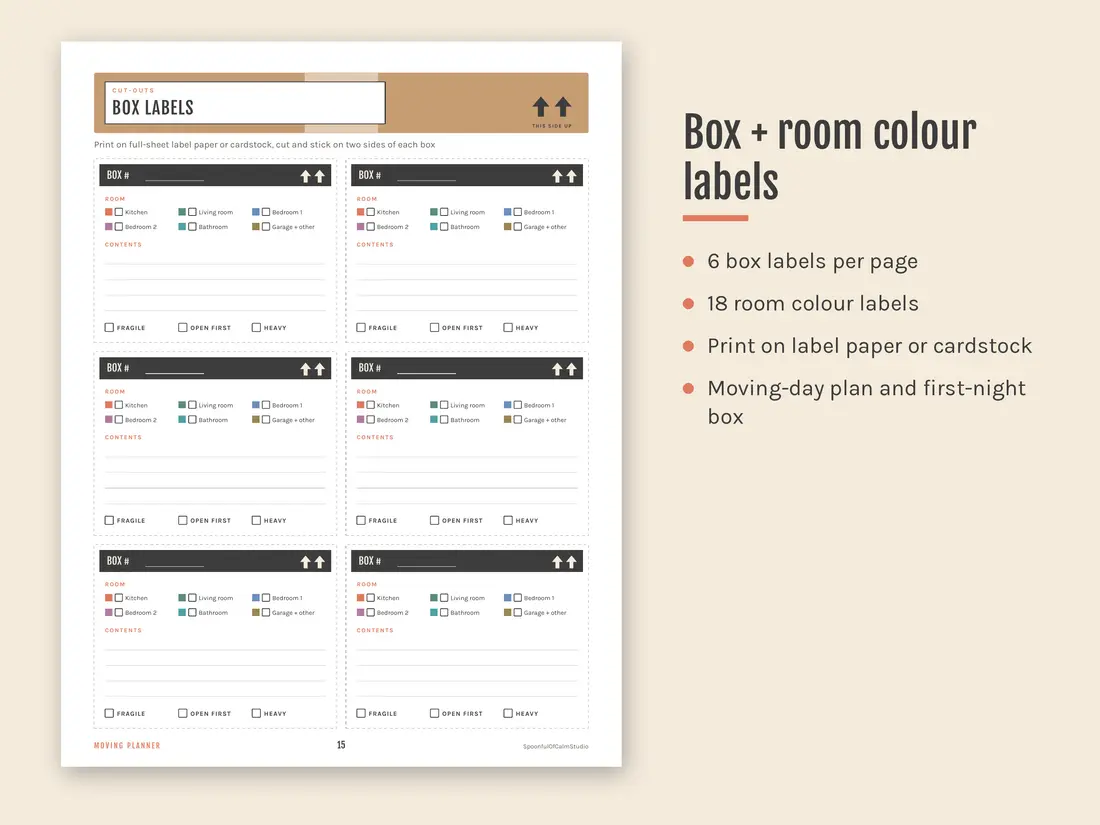 CUT-OUTS
BOX LABELS
THIS SIDE UP
Print on full-sheet label paper or cardstock, cut and stick on two sides of each box
BOX #
ROOM
Kitchen Living room Bedroom 1
Bedroom 2 Bathroom Garage + other
CONTENTS
FRAGILE OPEN FIRST HEAVY
BOX #
ROOM
Kitchen Living room Bedroom 1
Bedroom 2 Bathroom Garage + other
CONTENTS
FRAGILE OPEN FIRST HEAVY
BOX #
ROOM
Kitchen Living room Bedroom 1
Bedroom 2 Bathroom Garage + other
CONTENTS
FRAGILE OPEN FIRST HEAVY
BOX #
ROOM
Kitchen Living room Bedroom 1
Bedroom 2 Bathroom Garage + other
CONTENTS
FRAGILE OPEN FIRST HEAVY
BOX #
ROOM
Kitchen Living room Bedroom 1
Bedroom 2 Bathroom Garage + other
CONTENTS
FRAGILE OPEN FIRST HEAVY
BOX #
ROOM
Kitchen Living room Bedroom 1
Bedroom 2 Bathroom Garage + other
CONTENTS
FRAGILE OPEN FIRST HEAVY
MOVING PLANNER
15
SpoonfulOfCalmStudio
Box + room colour
labels
6 box labels per page
18 room colour labels
Print on label paper or cardstock
Moving-day plan and first-night
box